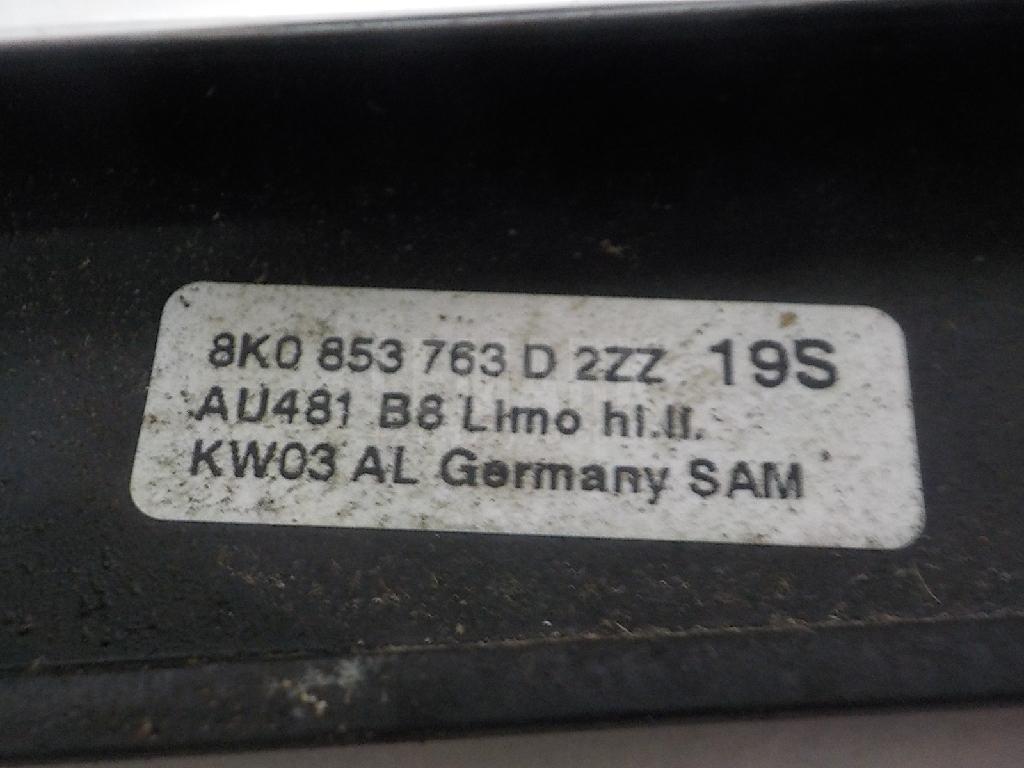 8K0 853 763 D 2ZZ 19S
AU481 B8 Limo hi.li.
KW03 AL Germany SAM